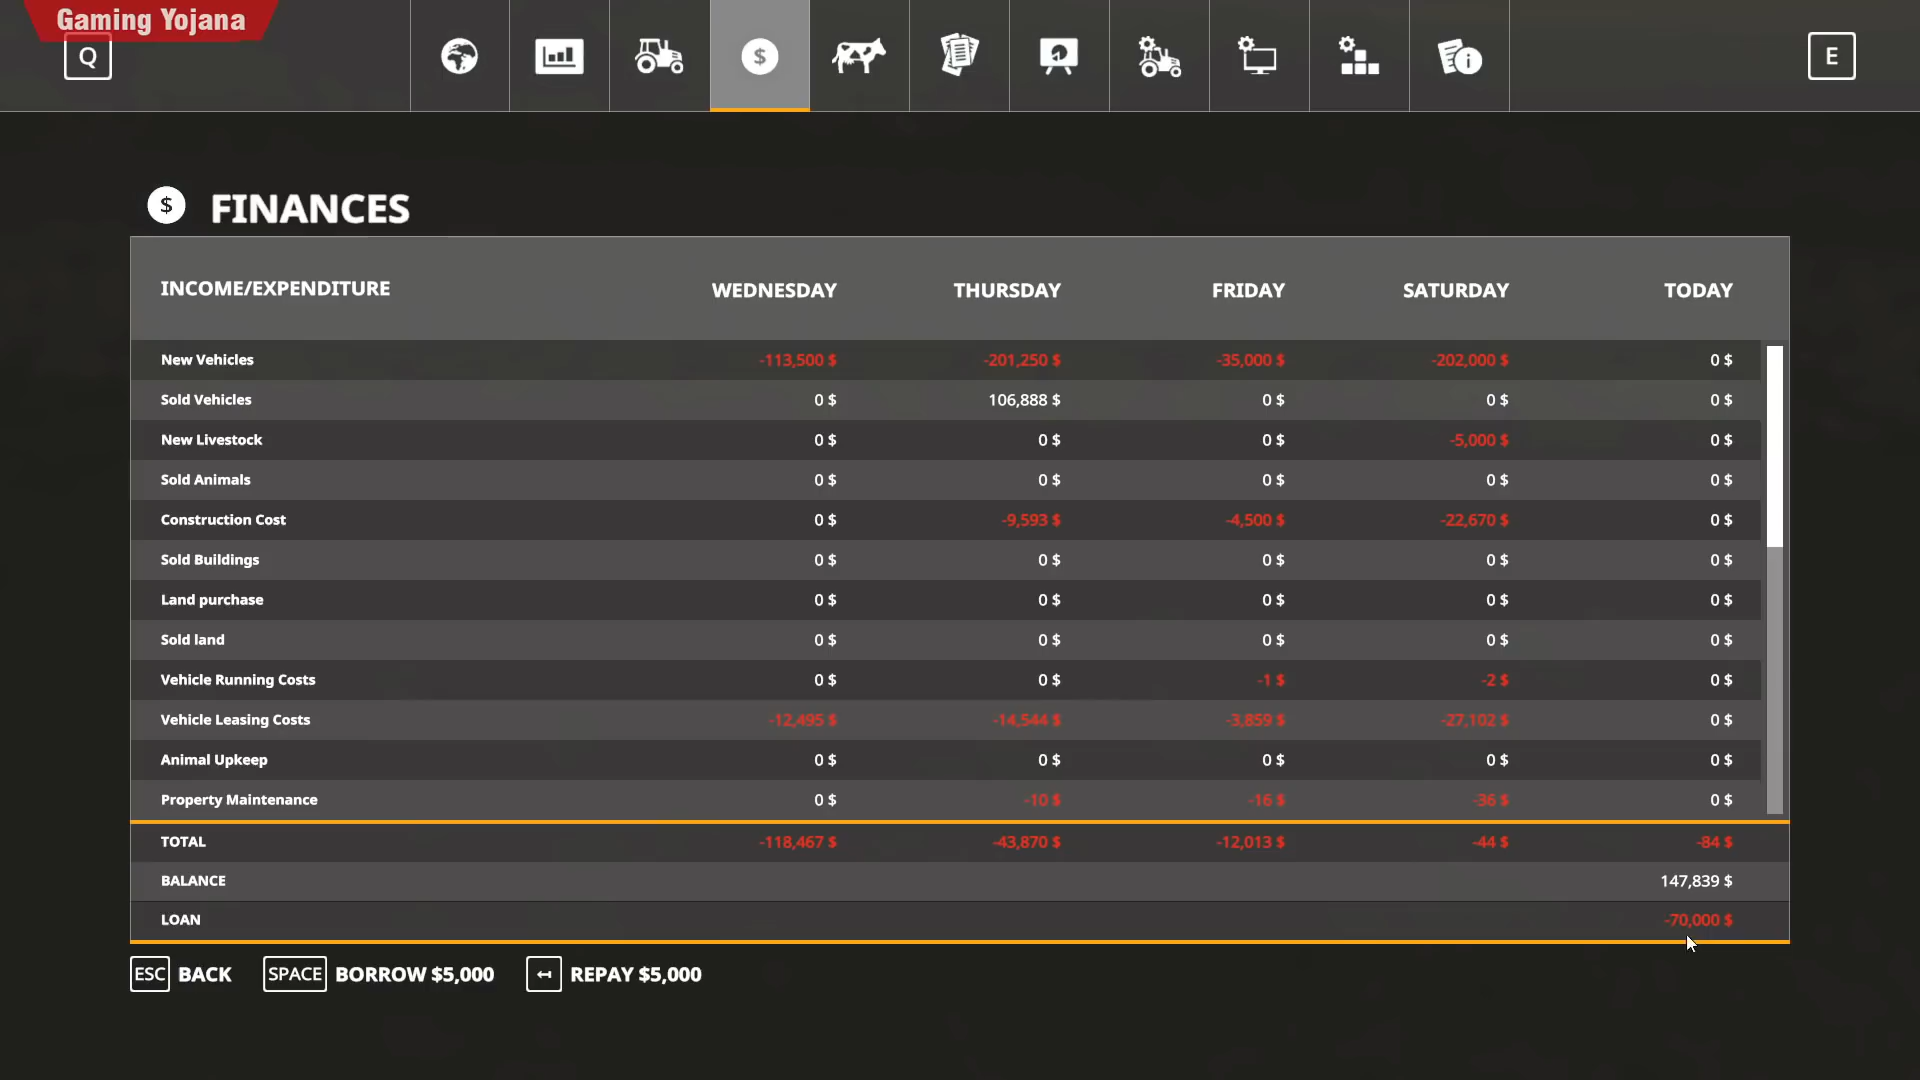 Gaming Yojana
Q
E
$
$ FINANCES
INCOME/EXPENDITURE WEDNESDAY THURSDAY FRIDAY SATURDAY TODAY
New Vehicles -113,500 $ -201,250 $ -35,000 $ -202,000 $ 0 $
Sold Vehicles 0 $ 106,888 $ 0 $ 0 $ 0 $
New Livestock 0 $ 0 $ 0 $ -5,000 $ 0 $
Sold Animals 0 $ 0 $ 0 $ 0 $ 0 $
Construction Cost 0 $ -9,593 $ -4,500 $ -22,670 $ 0 $
Sold Buildings 0 $ 0 $ 0 $ 0 $ 0 $
Land purchase 0 $ 0 $ 0 $ 0 $ 0 $
Sold land 0 $ 0 $ 0 $ 0 $ 0 $
Vehicle Running Costs 0 $ 0 $ -1 $ -2 $ 0 $
Vehicle Leasing Costs -12,495 $ -14,544 $ -3,859 $ -27,102 $ 0 $
Animal Upkeep 0 $ 0 $ 0 $ 0 $ 0 $
Property Maintenance 0 $ -10 $ -16 $ -36 $ 0 $
TOTAL -118,467 $ -43,870 $ -12,013 $ -44 $ -84 $
BALANCE 147,839 $
LOAN -70,000 $
ESC BACK SPACE BORROW $5,000 ↔ REPAY $5,000